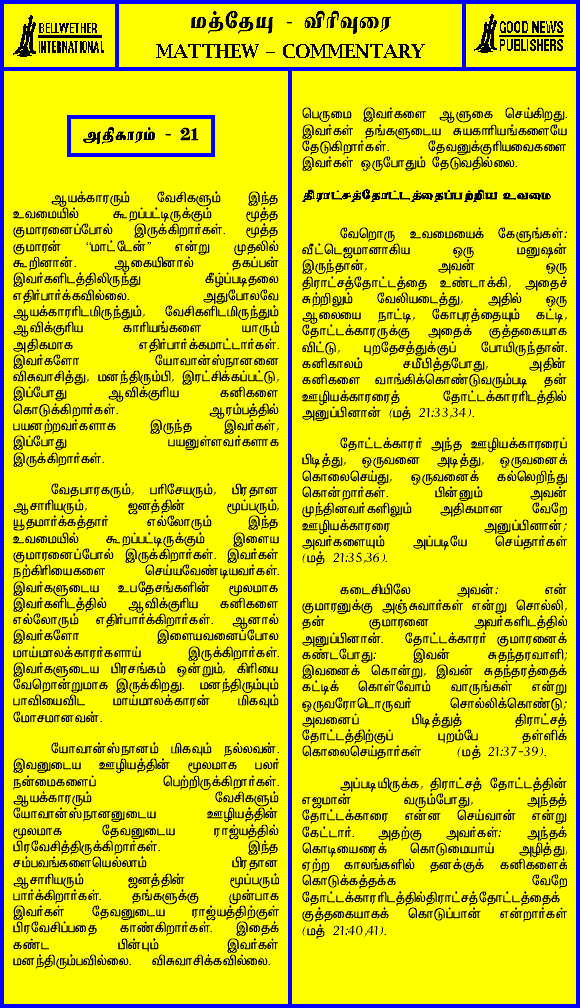 BELLWETHER
INTERNATIONAL
மத்தேயு - விரிவுரை
MATTHEW – COMMENTARY
GOOD NEWS
PUBLISHERS
அதிகாரம் - 21
ஆயக்காரரும் வேசிகளும் இந்த
உவமையில் கூறப்பட்டிருக்கும் மூத்த
குமாரனைப்போல் இருக்கிறார்கள். மூத்த
குமாரன் “மாட்டேன்” என்று முதலில்
கூறினான். ஆகையினால் தகப்பன்
இவர்களிடத்திலிருந்து கீழ்ப்படிதலை
எதிர்பார்க்கவில்லை. அதுபோலவே
ஆயக்காரரிடமிருந்தும், வேசிகளிடமிருந்தும்
ஆவிக்குரிய காரியங்களை யாரும்
அதிகமாக எதிர்பார்க்கமாட்டார்கள்.
இவர்களோ யோவான்ஸ்நானனை
விசுவாசித்து, மனந்திரும்பி, இரட்சிக்கப்பட்டு,
இப்போது ஆவிக்குரிய கனிகளை
கொடுக்கிறார்கள். ஆரம்பத்தில்
பயனற்றவர்களாக இருந்த இவர்கள்,
இப்போது பயனுள்ளவர்களாக
இருக்கிறார்கள்.
வேதபாரகரும், பரிசேயரும், பிரதான
ஆசாரியரும், ஜனத்தின் மூப்பரும்,
யூதமார்க்கத்தார் எல்லோரும் இந்த
உவமையில் கூறப்பட்டிருக்கும் இளைய
குமாரனைப்போல் இருக்கிறார்கள். இவர்கள்
நற்கிரியைகளை செய்யவேண்டியவர்கள்.
இவர்களுடைய உபதேசங்களின் மூலமாக
இவர்களிடத்தில் ஆவிக்குரிய கனிகளை
எல்லோரும் எதிர்பார்க்கிறார்கள். ஆனால்
இவர்களோ இளையவனைப்போல
மாய்மாலக்காரர்களாய் இருக்கிறார்கள்.
இவர்களுடைய பிரசங்கம் ஒன்றும், கிரியை
வேறொன்றுமாக இருக்கிறது. மனந்திரும்பும்
பாவியைவிட மாய்மாலக்காரன் மிகவும்
மோசமானவன்.
யோவான்ஸ்நானம் மிகவும் நல்லவன்.
இவனுடைய ஊழியத்தின் மூலமாக பலர்
நன்மைகளைப் பெற்றிருக்கிறார்கள்.
ஆயக்காரரும் வேசிகளும்
யோவான்ஸ்நானனுடைய ஊழியத்தின்
மூலமாக தேவனுடைய ராஜ்யத்தில்
பிரவேசித்திருக்கிறார்கள். இந்த
சம்பவங்களையெல்லாம் பிரதான
ஆசாரியரும் ஜனத்தின் மூப்பரும்
பார்க்கிறார்கள். தங்களுக்கு முன்பாக
இவர்கள் தேவனுடைய ராஜ்யத்திற்குள்
பிரவேசிப்பதை காண்கிறார்கள். இதைக்
கண்ட பின்பும் இவர்கள்
மனந்திரும்பவில்லை. விசுவாசிக்கவில்லை.
பெருமை இவர்களை ஆளுகை செய்கிறது.
இவர்கள் தங்களுடைய சுயகாரியங்களையே
தேடுகிறார்கள். தேவனுக்குரியவைகளை
இவர்கள் ஒருபோதும் தேடுவதில்லை.
திராட்சத்தோட்டத்தைப்பற்றிய உவமை
வேறொரு உவமையைக் கேளுங்கள்:
வீட்டெஜமானாகிய ஒரு மனுஷன்
இருந்தான், அவன் ஒரு
திராட்சத்தோட்டத்தை உண்டாக்கி, அதைச்
சுற்றிலும் வேலியடைத்து, அதில் ஒரு
ஆலையை நாட்டி, கோபுரத்தையும் கட்டி,
தோட்டக்காரருக்கு அதைக் குத்தகையாக
விட்டு, புறதேசத்துக்குப் போயிருந்தான்.
கனிகாலம் சமீபித்தபோது, அதின்
கனிகளை வாங்கிக்கொண்டுவரும்படி தன்
ஊழியக்காரரைத் தோட்டக்காரரிடத்தில்
அனுப்பினான் (மத் 21:33,34).
தோட்டக்காரர் அந்த ஊழியக்காரரைப்
பிடித்து, ஒருவனை அடித்து, ஒருவனைக்
கொலைசெய்து, ஒருவனைக் கல்லெறிந்து
கொன்றார்கள். பின்னும் அவன்
முந்தினவர்களிலும் அதிகமான வேறே
ஊழியக்காரரை அனுப்பினான்;
அவர்களையும் அப்படியே செய்தார்கள்
(மத் 21:35,36).
கடைசியிலே அவன்: என்
குமாரனுக்கு அஞ்சுவார்கள் என்று சொல்லி,
தன் குமாரனை அவர்களிடத்தில்
அனுப்பினான். தோட்டக்காரர் குமாரனைக்
கண்டபோது: இவன் சுதந்தரவாளி;
இவனைக் கொன்று, இவன் சுதந்தரத்தைக்
கட்டிக் கொள்வோம் வாருங்கள் என்று
ஒருவரோடொருவர் சொல்லிக்கொண்டு;
அவனைப் பிடித்துத் திராட்சத்
தோட்டத்திற்குப் புறம்பே தள்ளிக்
கொலைசெய்தார்கள் (மத் 21:37-39).
அப்படியிருக்க, திராட்சத் தோட்டத்தின்
எஜமான் வரும்போது, அந்தத்
தோட்டக்காரரை என்ன செய்வான் என்று
கேட்டார். அதற்கு அவர்கள்: அந்தக்
கொடியரைக் கொடுமையாய் அழித்து,
ஏற்ற காலங்களில் தனக்குக் கனிகளைக்
கொடுக்கத்தக்க வேறே
தோட்டக்காரரிடத்தில்திராட்சத்தோட்டத்தைக்
குத்தகையாகக் கொடுப்பான் என்றார்கள்
(மத் 21:40,41).